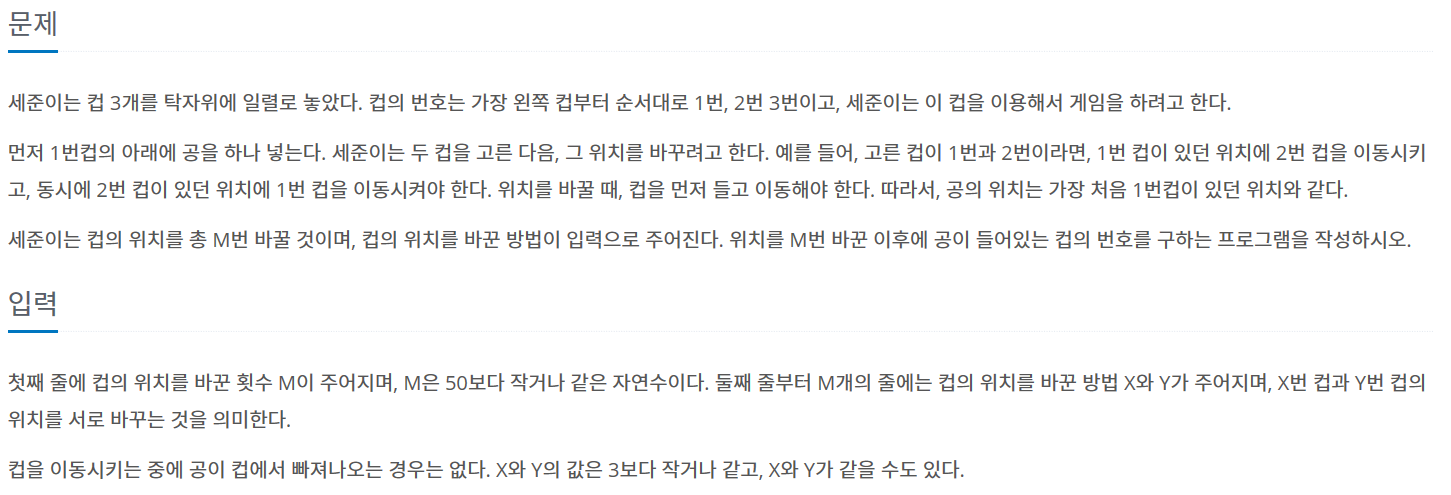 문제
세준이는 컵 3개를 탁자위에 일렬로 놓았다. 컵의 번호는 가장 왼쪽 컵부터 순서대로 1번, 2번 3번이고, 세준이는 이 컵을 이용해서 게임을 하려고 한다.
먼저 1번컵의 아래에 공을 하나 넣는다. 세준이는 두 컵을 고른 다음, 그 위치를 바꾸려고 한다. 예를 들어, 고른 컵이 1번과 2번이라면, 1번 컵이 있던 위치에 2번 컵을 이동시키
고, 동시에 2번 컵이 있던 위치에 1번 컵을 이동시켜야 한다. 위치를 바꿀 때, 컵을 먼저 들고 이동해야 한다. 따라서, 공의 위치는 가장 처음 1번컵이 있던 위치와 같다.
세준이는 컵의 위치를 총 M번 바꿀 것이며, 컵의 위치를 바꾼 방법이 입력으로 주어진다. 위치를 M번 바꾼 이후에 공이 들어있는 컵의 번호를 구하는 프로그램을 작성하시오.
입력
첫째 줄에 컵의 위치를 바꾼 횟수 M이 주어지며, M은 50보다 작거나 같은 자연수이다. 둘째 줄부터 M개의 줄에는 컵의 위치를 바꾼 방법 X와 Y가 주어지며, X번 컵과 Y번 컵의
위치를 서로 바꾸는 것을 의미한다.
컵을 이동시키는 중에 공이 컵에서 빠져나오는 경우는 없다. X와 Y의 값은 3보다 작거나 같고, X와 Y가 같을 수도 있다.